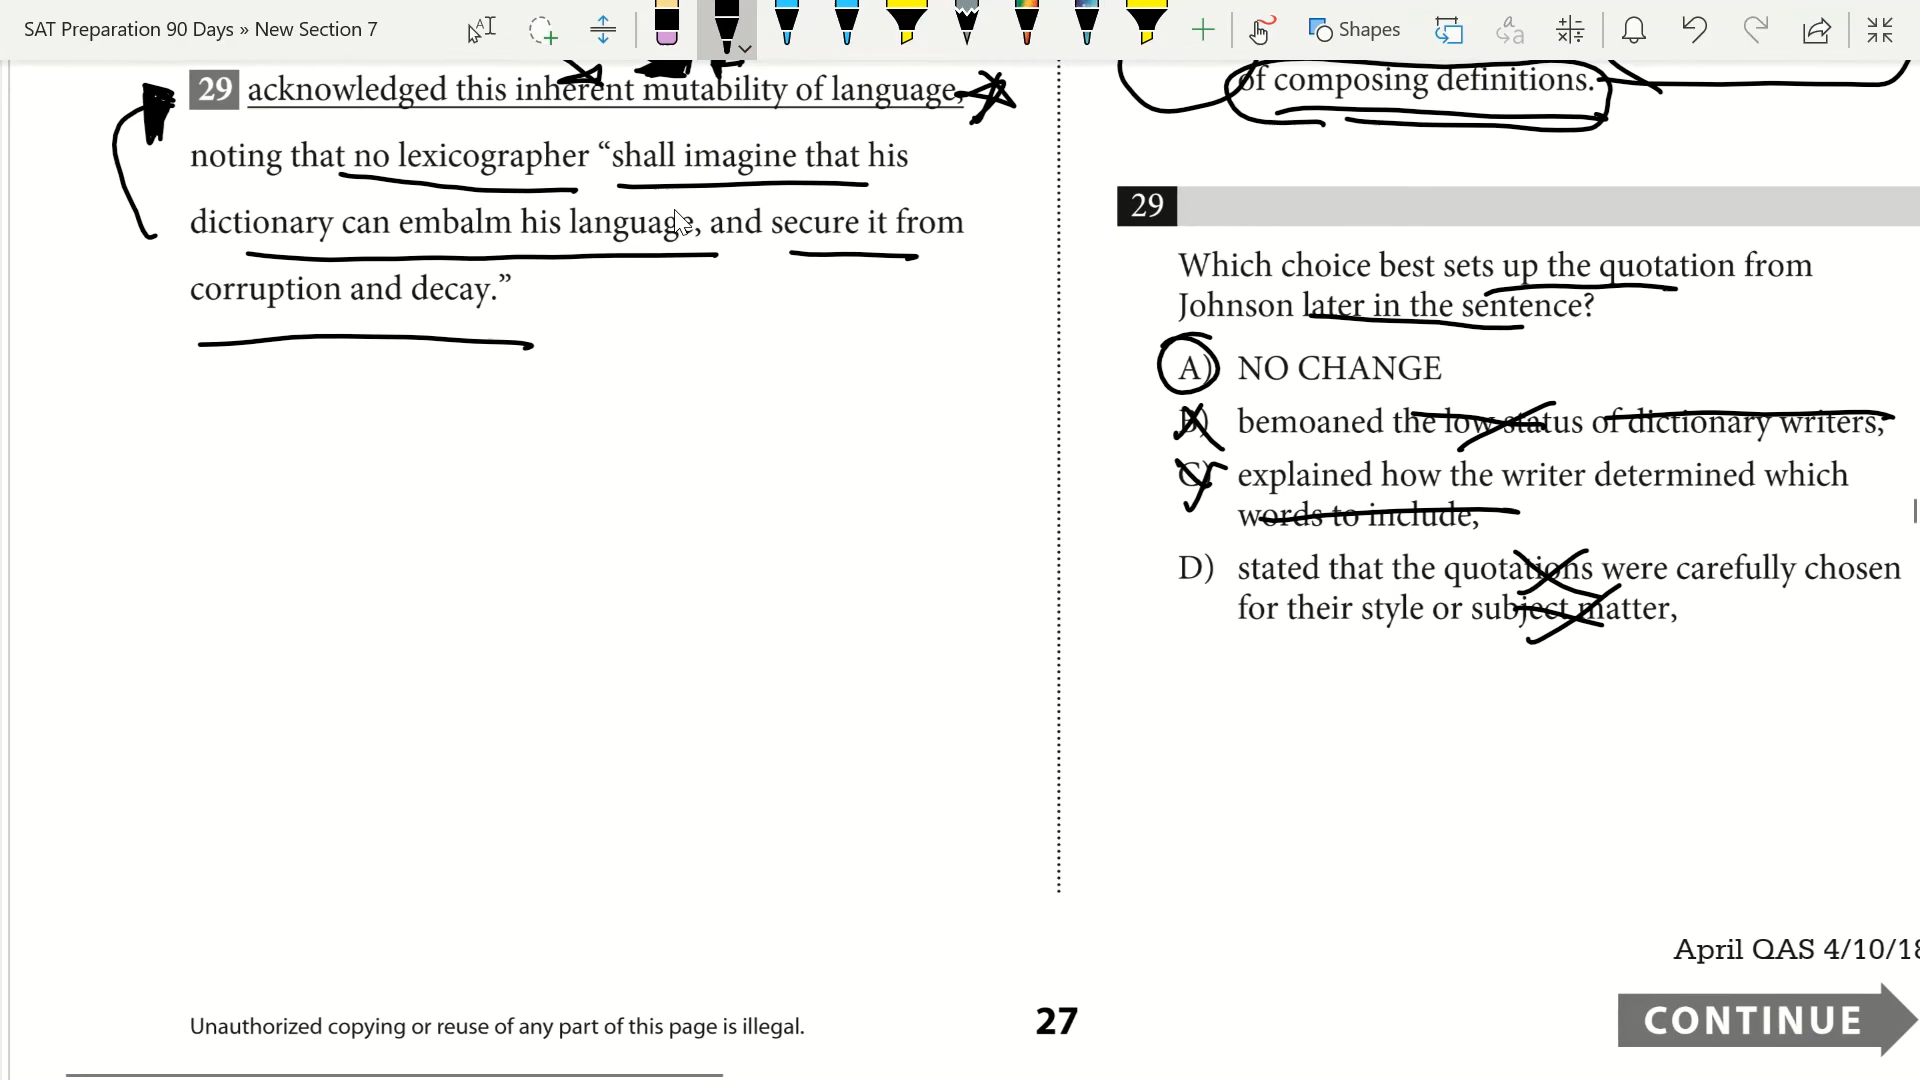 SAT Preparation 90 Days » New Section 7
Shapes
29 acknowledged this inherent mutability of language,
noting that no lexicographer “shall imagine that his
dictionary can embalm his language, and secure it from
corruption and decay.”
of composing definitions.
29
Which choice best sets up the quotation from
Johnson later in the sentence?
A) NO CHANGE
B) bemoaned the low status of dictionary writers,
C) explained how the writer determined which
words to include,
D) stated that the quotations were carefully chosen
for their style or subject matter,
April QAS 4/10/18
Unauthorized copying or reuse of any part of this page is illegal.
27
CONTINUE